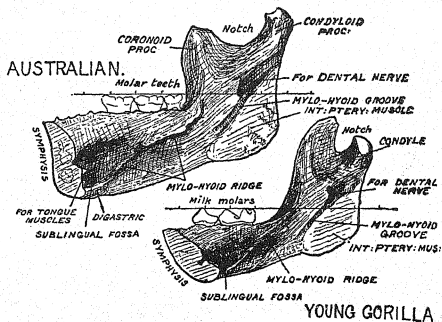 Notch
CONDYLOID
PROC:
CORONOID
PROC
AUSTRALIAN.
Molar teeth
FOR DENTAL NERVE
MYLO-HYOID GROOVE
INT: PTERY: MUSCLE
SYMPHYSIS
MYLO-HYOID RIDGE
FOR TONGUE
MUSCLES
DIGASTRIC
SUBLINGUAL FOSSA
Notch
CONDYLE
FOR DENTAL
NERVE
Milk molars
MYLO-HYOID
GROOVE
INT: PTERY: MUS:
SYMPHYSIS
MYLO-HYOID RIDGE
SUBLINGUAL FOSSA
YOUNG GORILLA